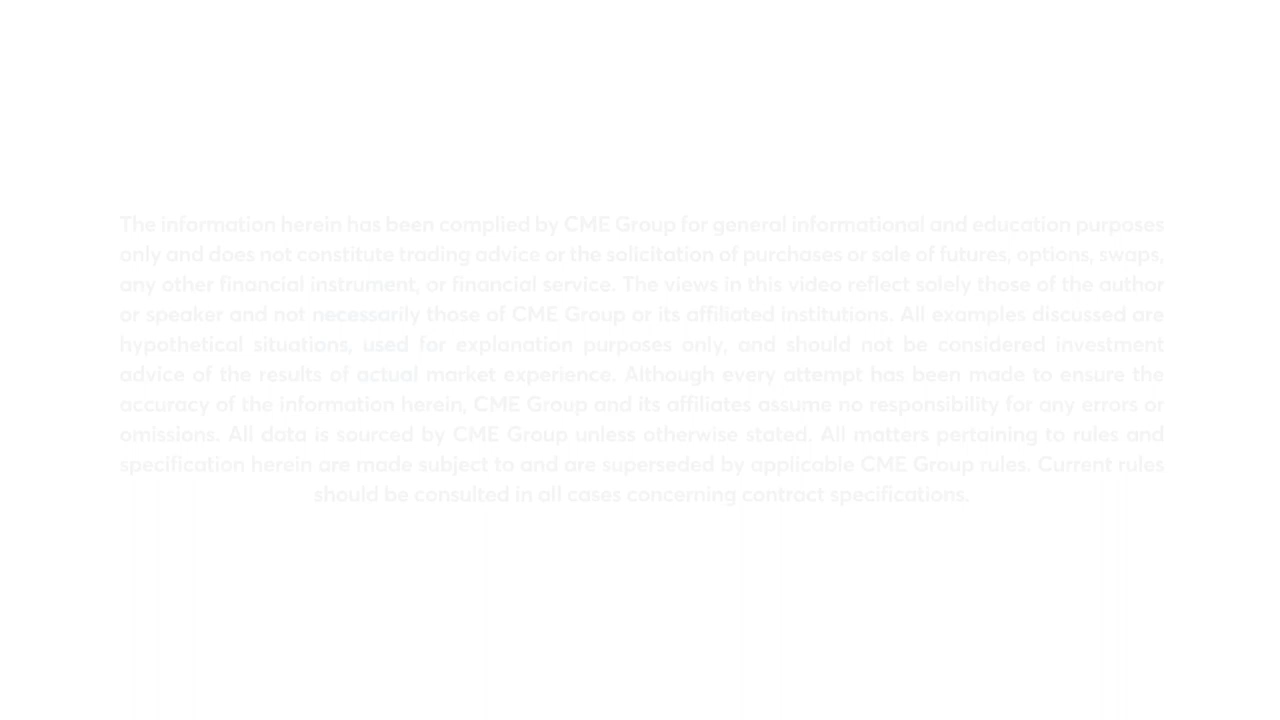 The information herein has been complied by CME Group for general informational and education purposes
only and does not constitute trading advice or the solicitation of purchases or sale of futures, options, swaps,
any other financial instrument, or financial service. The views in this video reflect solely those of the author
or speaker and not necessarily those of CME Group or its affiliated institutions. All examples discussed are
hypothetical situations, used for explanation purposes only, and should not be considered investment
advice of the results of actual market experience. Although every attempt has been made to ensure the
accuracy of the information herein, CME Group and its affiliates assume no responsibility for any errors or
omissions. All data is sourced by CME Group unless otherwise stated. All matters pertaining to rules and
specification herein are made subject to and are superseded by applicable CME Group rules. Current rules
should be consulted in all cases concerning contract specifications.